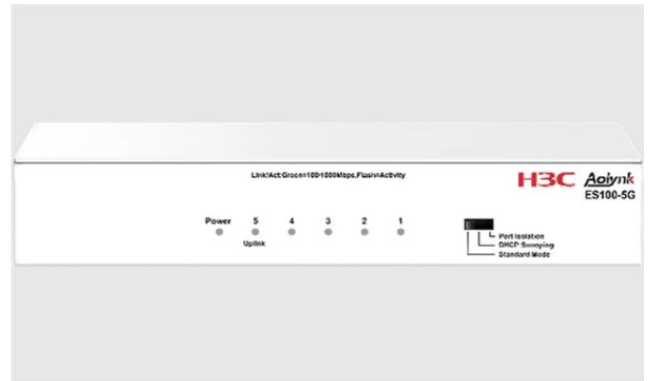 Link/Act:Green=100/1000Mbps,Flash=Activity
H3C Aolynk
ES100-5G
Power 5 4 3 2 1
Uplink
Port Isolation
DHCP Snooping
Standard Mode